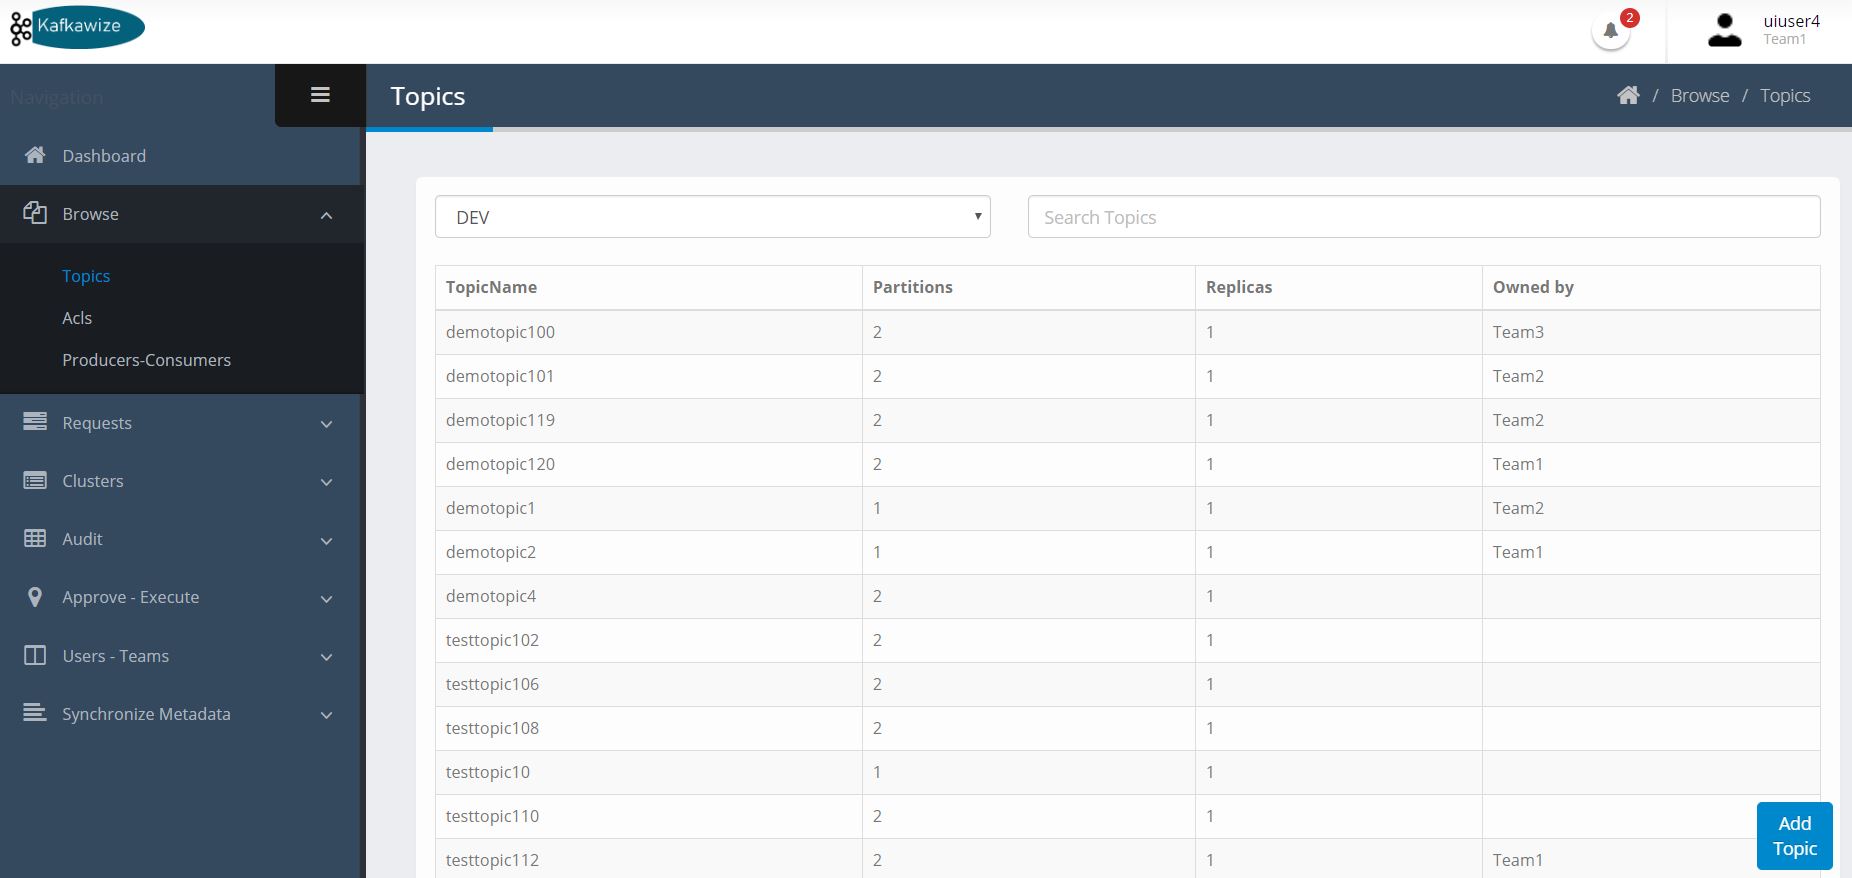 Kafkawize
2
uiuser4
Team1
Navigation
Topics
/ Browse / Topics
Dashboard
Browse
Topics
Acls
Producers-Consumers
Requests
Clusters
Audit
Approve - Execute
Users - Teams
Synchronize Metadata
DEV
Search Topics
TopicName Partitions Replicas Owned by
demotopic100 2 1 Team3
demotopic101 2 1 Team2
demotopic119 2 1 Team2
demotopic120 2 1 Team1
demotopic1 1 1 Team2
demotopic2 1 1 Team1
demotopic4 2 1
testtopic102 2 1
testtopic106 2 1
testtopic108 2 1
testtopic10 1 1
testtopic110 2 1
testtopic112 2 1 Team1
Add
Topic